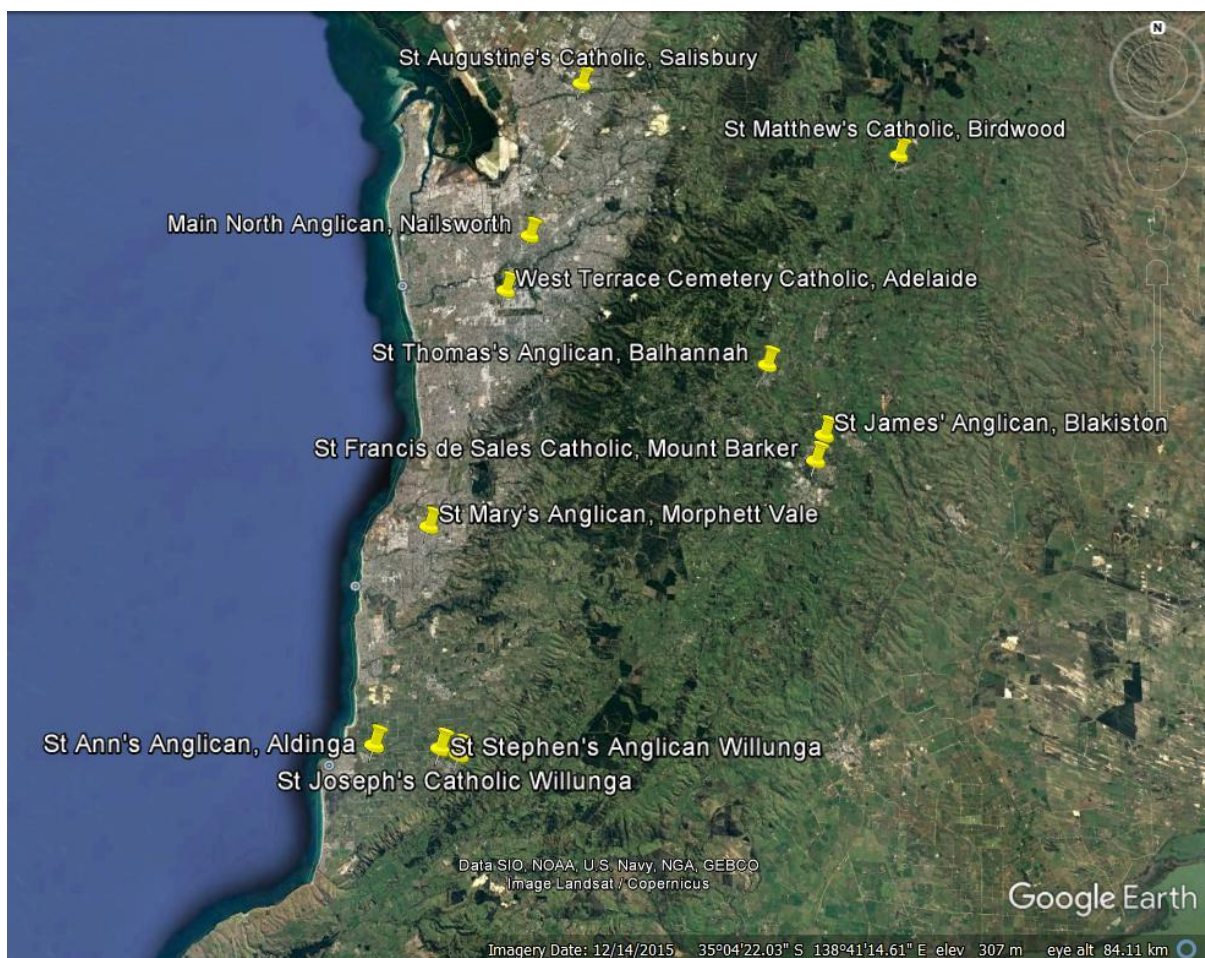 N
St Augustine's Catholic, Salisbury
St Matthew's Catholic, Birdwood
Main North Anglican, Nailsworth
West Terrace Cemetery Catholic, Adelaide
St Thomas's Anglican, Balhannah
St James' Anglican, Blakiston
St Francis de Sales Catholic, Mount Barker
St Mary's Anglican, Morphett Vale
St Ann's Anglican, Aldinga
St Stephen's Anglican Willunga
St Joseph's Catholic Willunga
Data SIO, NOAA, U.S. Navy, NGA, GEBCO
Image Landsat / Copernicus
Google Earth
Imagery Date: 12/14/2015 35°04'22.03" S 138°41'14.61" E elev 307 m eye alt 84.11 km